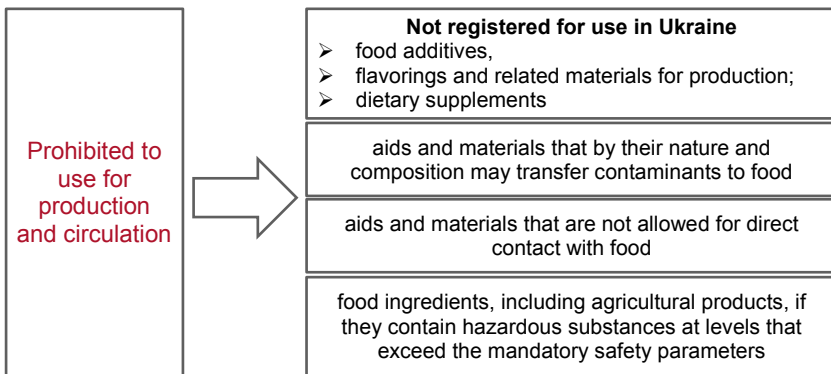 Prohibited to
use for
production
and circulation
Not registered for use in Ukraine
➢ food additives,
➢ flavorings and related materials for production;
➢ dietary supplements
aids and materials that by their nature and
composition may transfer contaminants to food
aids and materials that are not allowed for direct
contact with food
food ingredients, including agricultural products, if
they contain hazardous substances at levels that
exceed the mandatory safety parameters